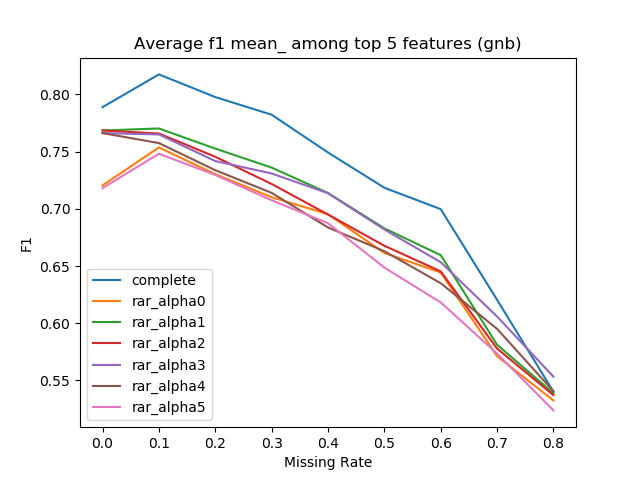 Average f1 mean_ among top 5 features (gnb)
F1
0.80
0.75
0.70
0.65
0.60
0.55
complete
rar_alpha0
rar_alpha1
rar_alpha2
rar_alpha3
rar_alpha4
rar_alpha5
0.0 0.1 0.2 0.3 0.4 0.5 0.6 0.7 0.8
Missing Rate